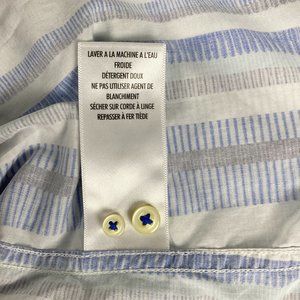 LAVER A LA MACHINE A L'EAU
FROIDE
DÉTERGENT DOUX
NE PAS UTILISER AGENT DE
BLANCHIMENT
SÉCHER SUR CORDE À LINGE
REPASSER À FER TIÈDE